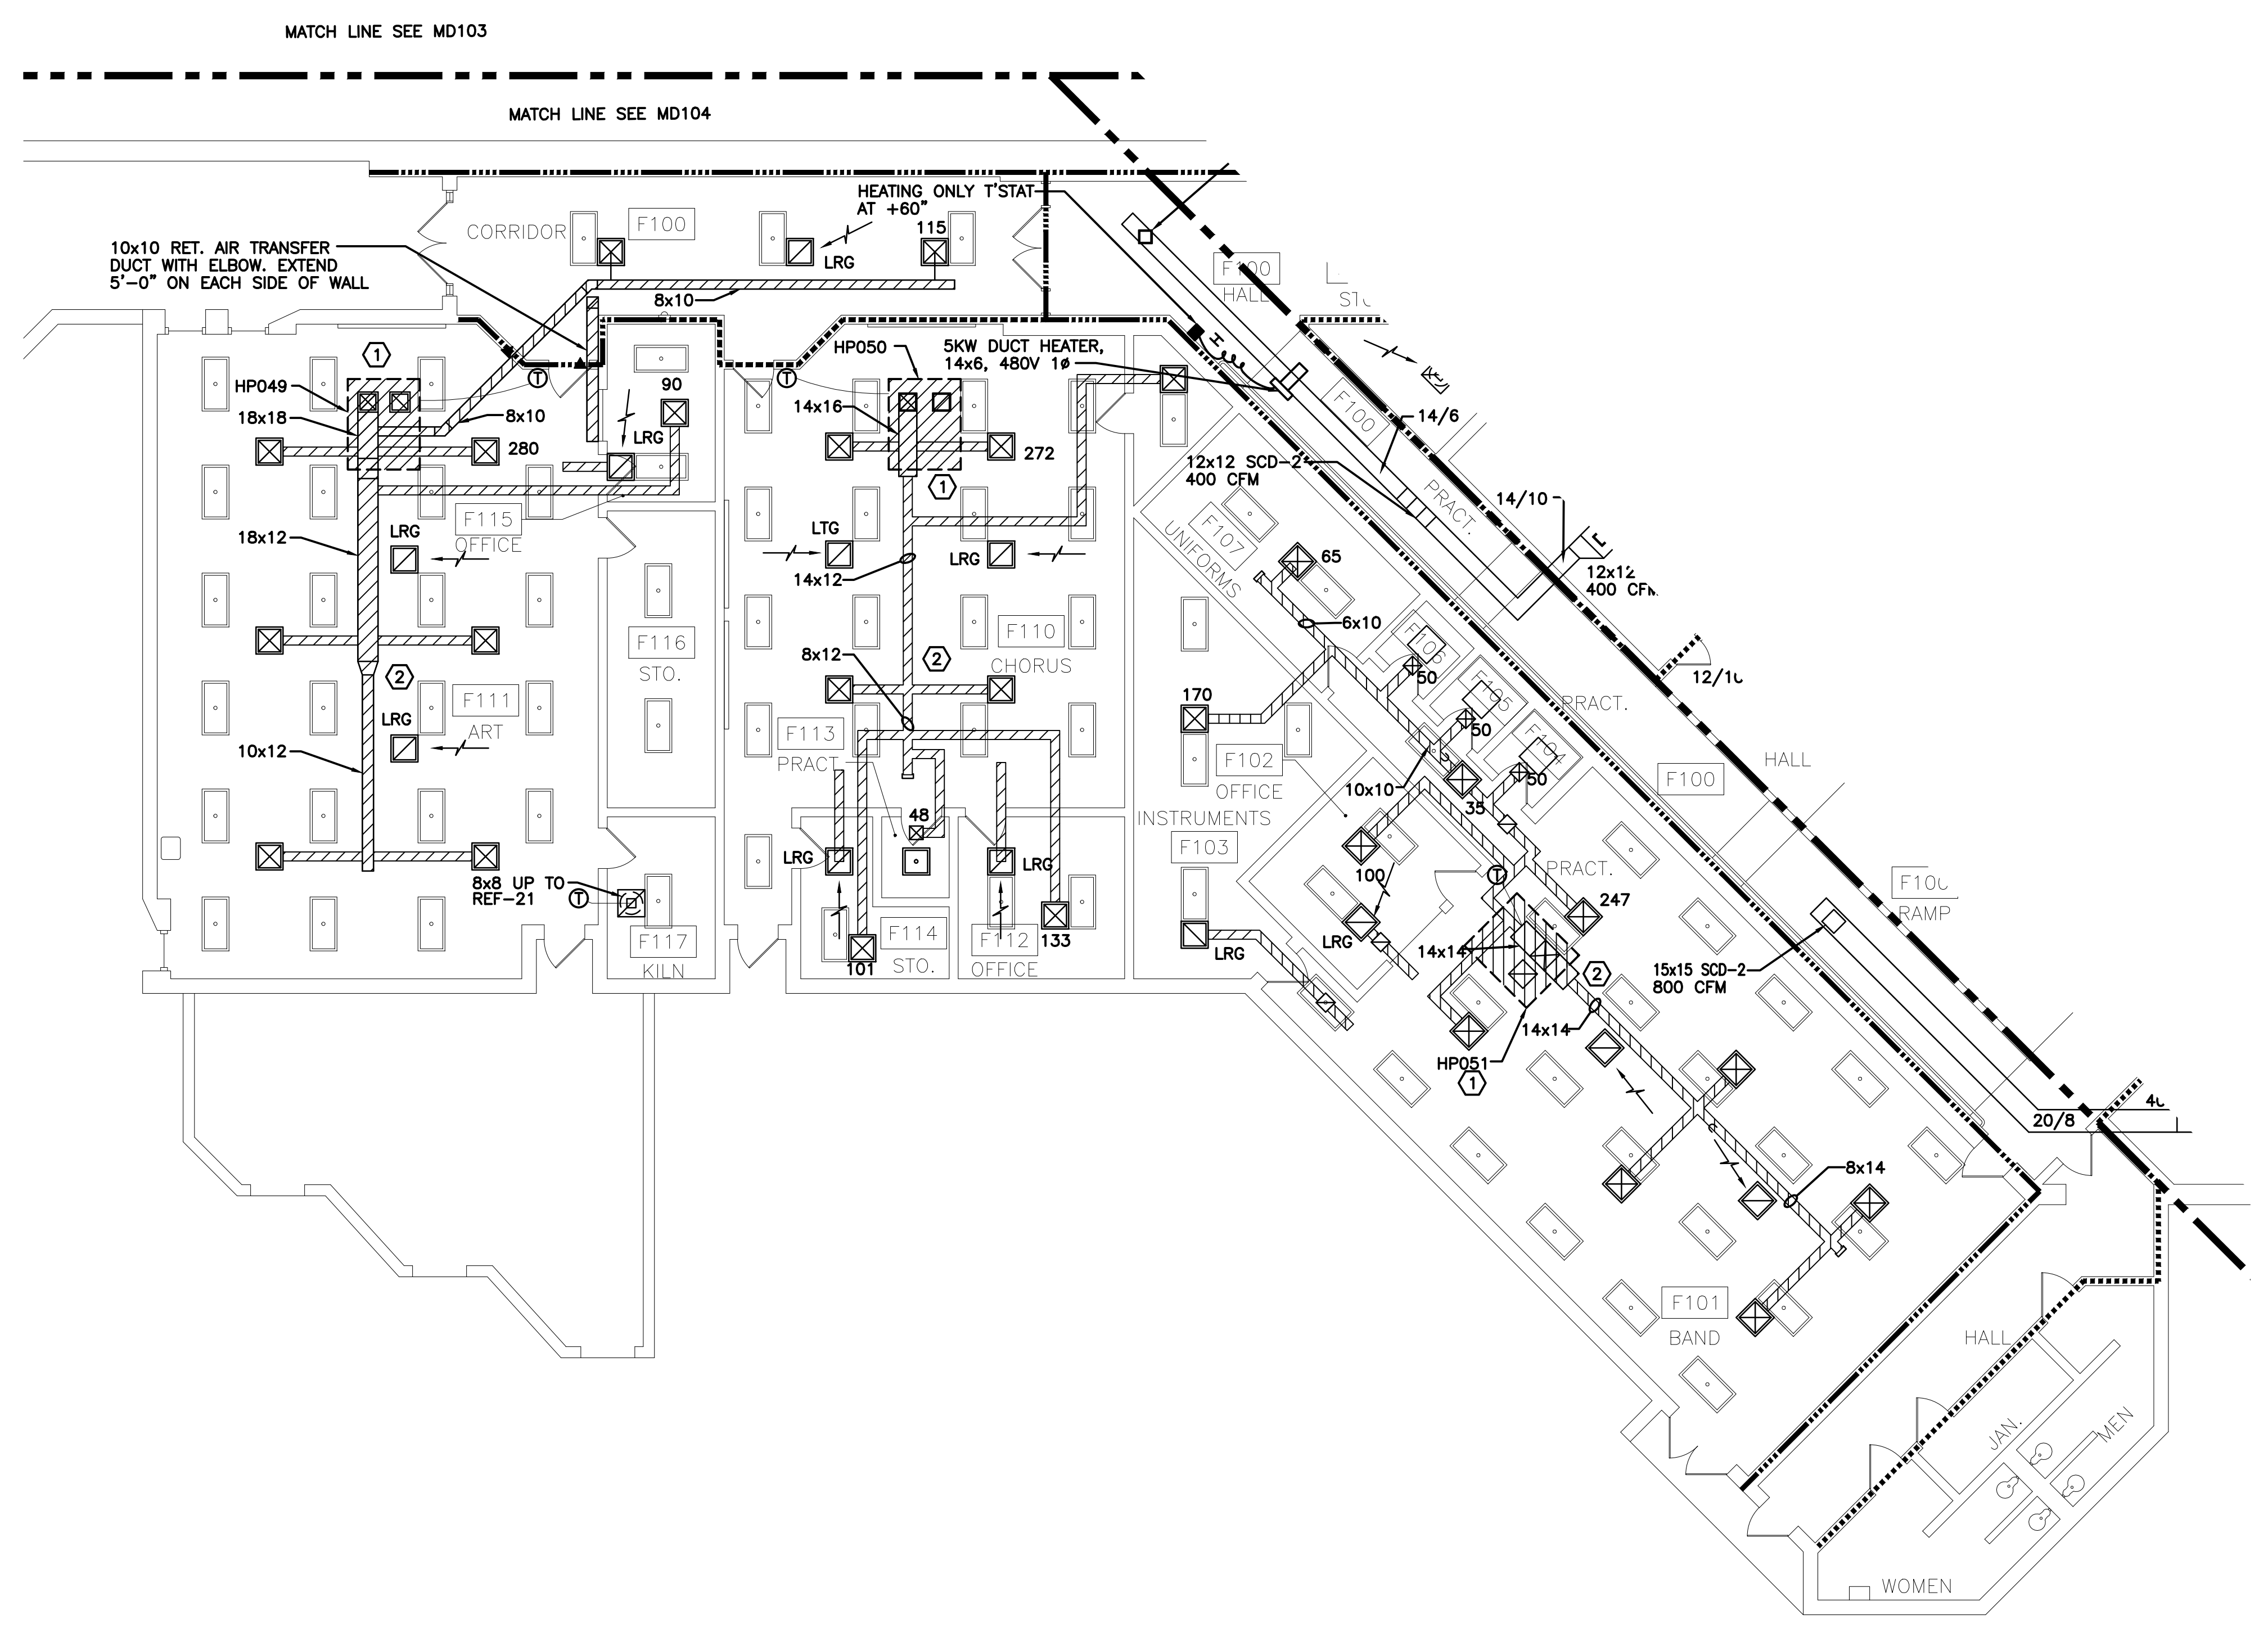 MATCH LINE SEE MD103
MATCH LINE SEE MD104
HEATING ONLY T'STAT
AT +60"
CORRIDOR
F100
115
LRG
10x10 RET. AIR TRANSFER
DUCT WITH ELBOW. EXTEND
5'-0" ON EACH SIDE OF WALL
8x10
F100
HALL
1
HP049
18x18
T
8x10
280
90
LRG
T
HP050
14x16
272
1
5KW DUCT HEATER,
14x6, 480V 1ø
H
F100
14/6
12x12 SCD-2
400 CFM
PRACT.
14/10
12x12
F115
OFFICE
18x12
LRG
LTG
LRG
14x12
F107
UNIFORMS
65
6x10
F116
STO.
F110
CHORUS
8x12
2
2
F111
ART
LRG
10x12
F113
PRACT.
170
F102
OFFICE
F106
50
F105
50
F104
50
PRACT.
HALL
F100
10x10
35
INSTRUMENTS
F103
48
LRG
LRG
100
LRG
PRACT.
T
247
8x8 UP TO
REF-21
T
F117
KILN
101
F114
STO.
F112
OFFICE
133
LRG
14x14
2
14x14
HP051
1
RAMP
15x15 SCD-2
800 CFM
20/8
8x14
F101
BAND
HALL
JAN.
MEN
WOMEN